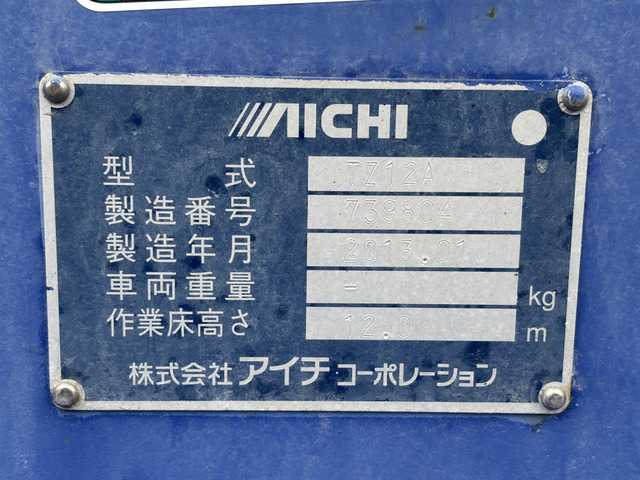 AICHI
型式 TZ12A
製造番号 739804
製造年月 2013.01
車両重量 - kg
作業床高さ 12.0 m
株式会社アイチコーポレーション